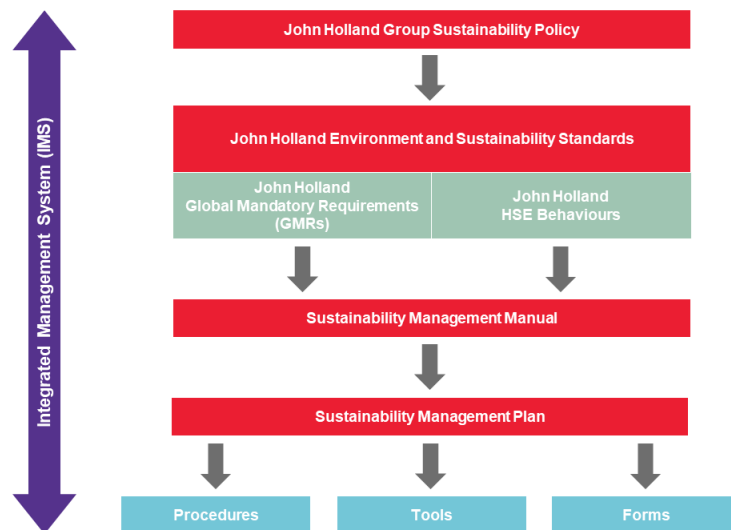 John Holland Group Sustainability Policy
John Holland Environment and Sustainability Standards
John Holland
Global Mandatory Requirements
(GMRs)
John Holland
HSE Behaviours
Sustainability Management Manual
Sustainability Management Plan
Procedures
Tools
Forms
Integrated Management System (IMS)